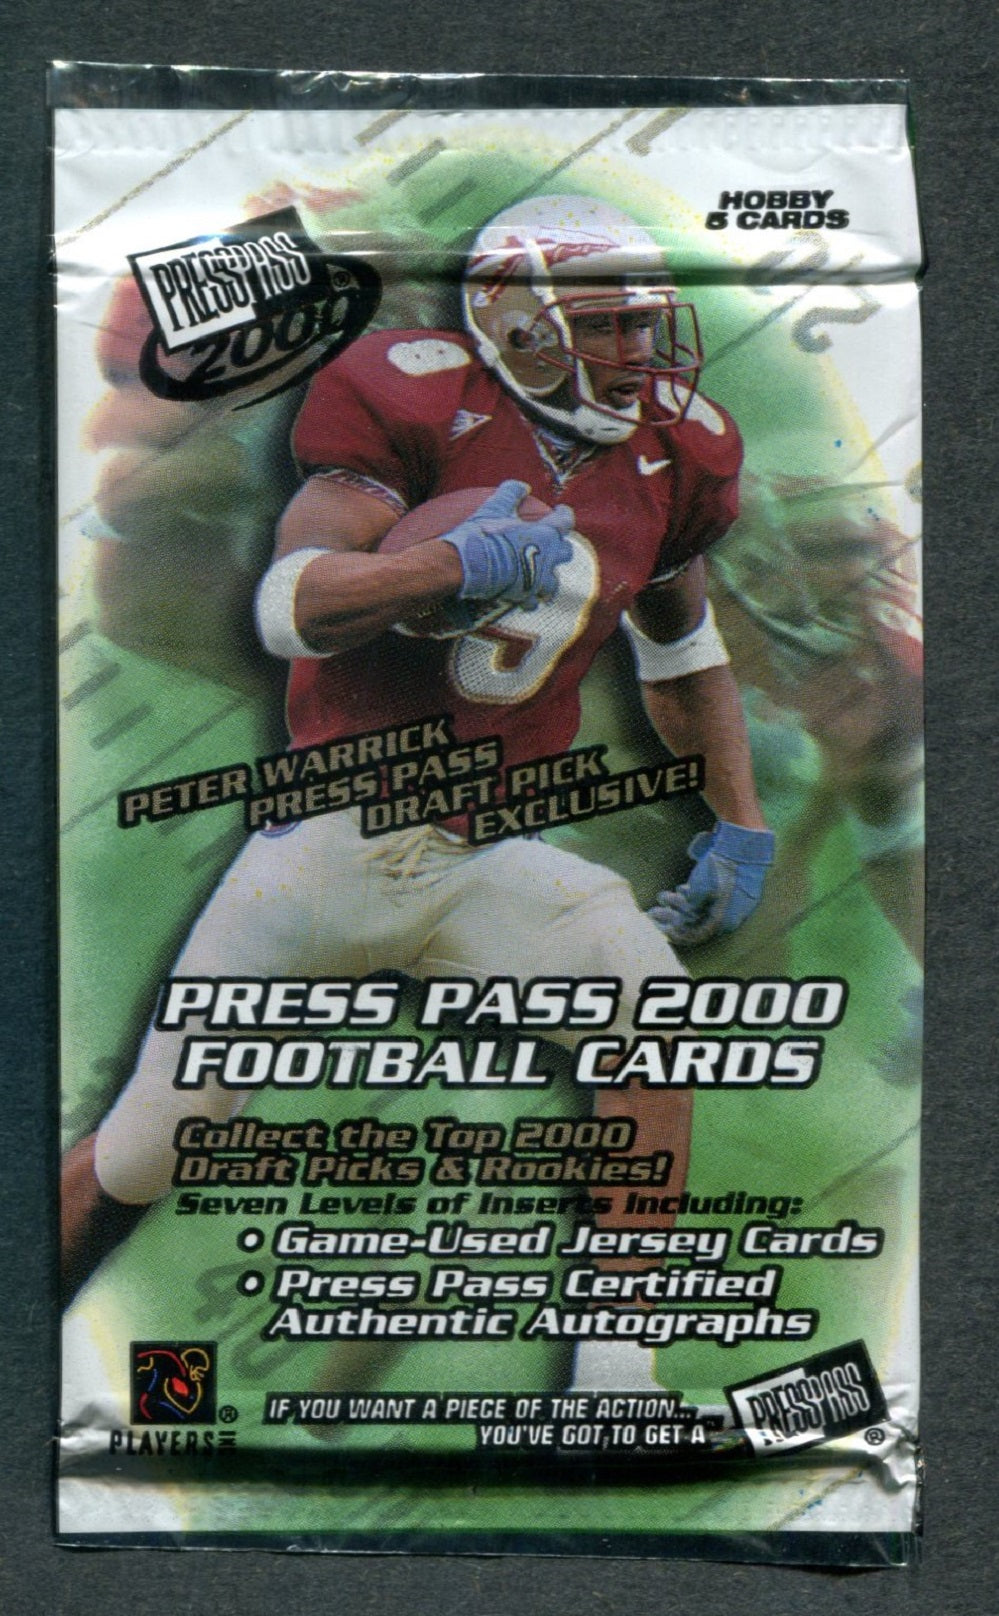 HOBBY
5 CARDS
PRESS PASS ®
2000
9
PETER WARRICK
PRESS PASS
DRAFT PICK
EXCLUSIVE!
PRESS PASS 2000
FOOTBALL CARDS
Collect the Top 2000
Draft Picks & Rookies!
Seven Levels of Inserts Including:
• Game-Used Jersey Cards
• Press Pass Certified
Authentic Autographs
IF YOU WANT A PIECE OF THE ACTION...
YOU'VE GOT TO GET A
PRESS PASS ®
®
PLAYERS INC